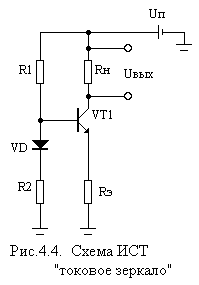 Uп
R1
Rн
Uвых
VT1
VD
R2
Rэ
Рис.4.4. Схема ИСТ
"токовое зеркало"